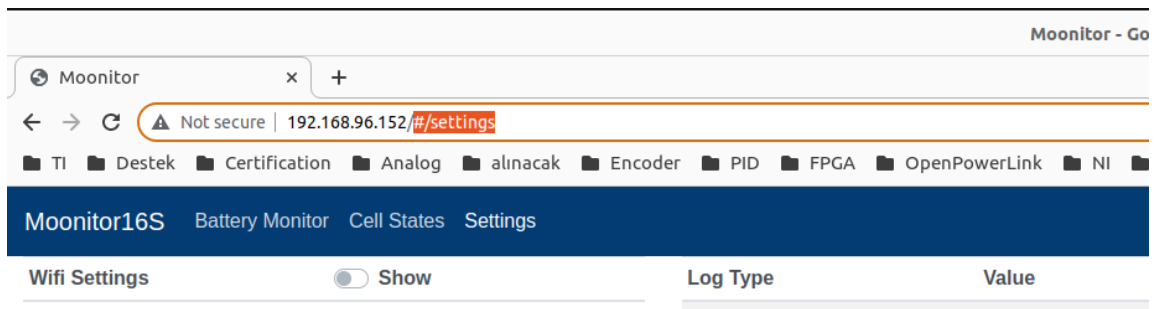 Moonitor - Go
Moonitor × +
Not secure | 192.168.96.152/#/settings
TI Destek Certification Analog alınacak Encoder PID FPGA OpenPowerLink NI
Moonitor16S Battery Monitor Cell States Settings
Wifi Settings Show Log Type Value